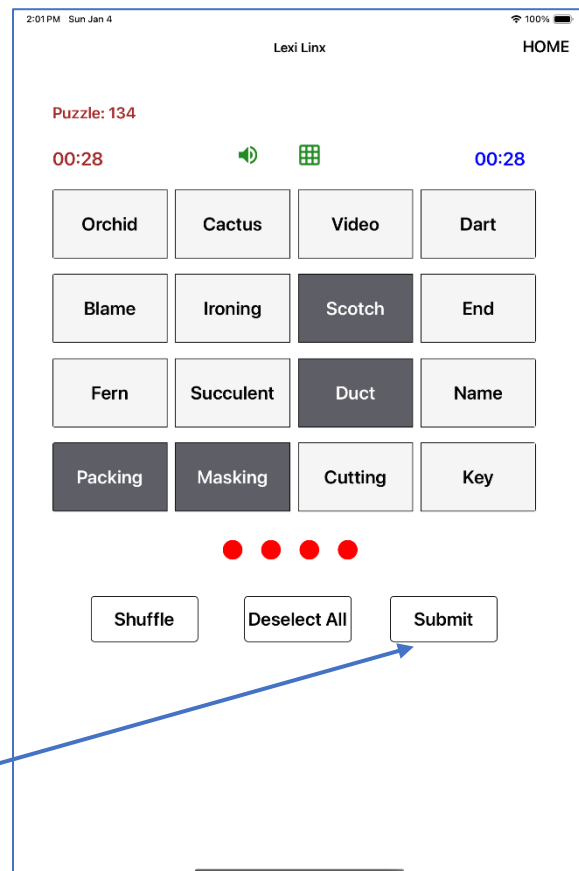 2:01 PM Sun Jan 4 100%
Lexi Linx HOME
Puzzle: 134
00:28 00:28
Orchid Cactus Video Dart
Blame Ironing Scotch End
Fern Succulent Duct Name
Packing Masking Cutting Key
Shuffle Deselect All Submit